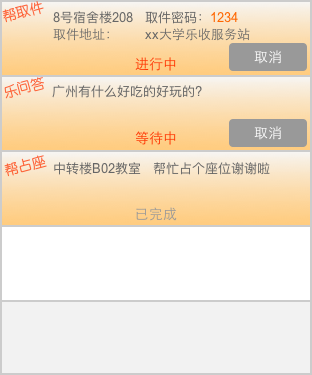 帮取件
8号宿舍楼208 取件密码：1234
取件地址： xx大学乐收服务站
进行中
取消
乐问答
广州有什么好吃的好玩的?
等待中
取消
帮占座
中转楼B02教室 帮忙占个座位谢谢啦
已完成